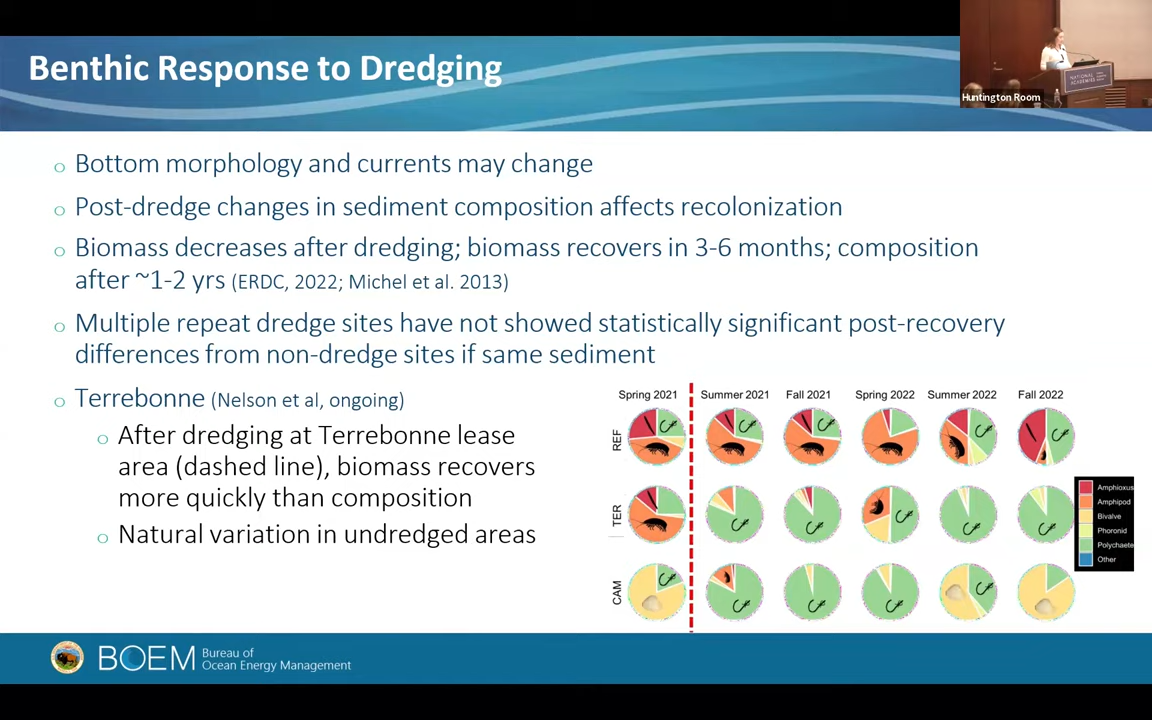 Benthic Response to Dredging
Huntington Room
NATIONAL
ACADEMIES
o Bottom morphology and currents may change
o Post-dredge changes in sediment composition affects recolonization
o Biomass decreases after dredging; biomass recovers in 3-6 months; composition
after ~1-2 yrs (ERDC, 2022; Michel et al. 2013)
o Multiple repeat dredge sites have not showed statistically significant post-recovery
differences from non-dredge sites if same sediment
o Terrebonne (Nelson et al, ongoing)
o After dredging at Terrebonne lease
area (dashed line), biomass recovers
more quickly than composition
o Natural variation in undredged areas
Spring 2021 Summer 2021 Fall 2021 Spring 2022 Summer 2022 Fall 2022
REF
TER
CAM
Amphioxus
Amphipod
Bivalve
Phoronid
Polychaete
Other
BOEM
Bureau of
Ocean Energy Management